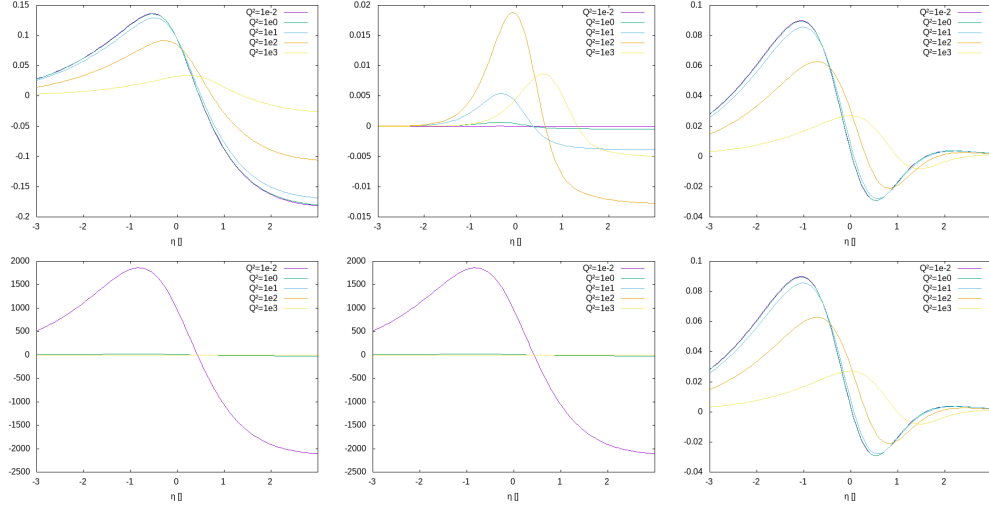 0.15
0.1
0.05
0
-0.05
-0.1
-0.15
-0.2
-3 -2 -1 0 1 2 3
η []
Q²=1e-2
Q²=1e0
Q²=1e1
Q²=1e2
Q²=1e3
0.02
0.015
0.01
0.005
0
-0.005
-0.01
-0.015
-3 -2 -1 0 1 2 3
η []
Q²=1e-2
Q²=1e0
Q²=1e1
Q²=1e2
Q²=1e3
0.1
0.08
0.06
0.04
0.02
0
-0.02
-0.04
-3 -2 -1 0 1 2 3
η []
Q²=1e-2
Q²=1e0
Q²=1e1
Q²=1e2
Q²=1e3
2000
1500
1000
500
0
-500
-1000
-1500
-2000
-2500
-3 -2 -1 0 1 2 3
η []
Q²=1e-2
Q²=1e0
Q²=1e1
Q²=1e2
Q²=1e3
2000
1500
1000
500
0
-500
-1000
-1500
-2000
-2500
-3 -2 -1 0 1 2 3
η []
Q²=1e-2
Q²=1e0
Q²=1e1
Q²=1e2
Q²=1e3
0.1
0.08
0.06
0.04
0.02
0
-0.02
-0.04
-3 -2 -1 0 1 2 3
η []
Q²=1e-2
Q²=1e0
Q²=1e1
Q²=1e2
Q²=1e3